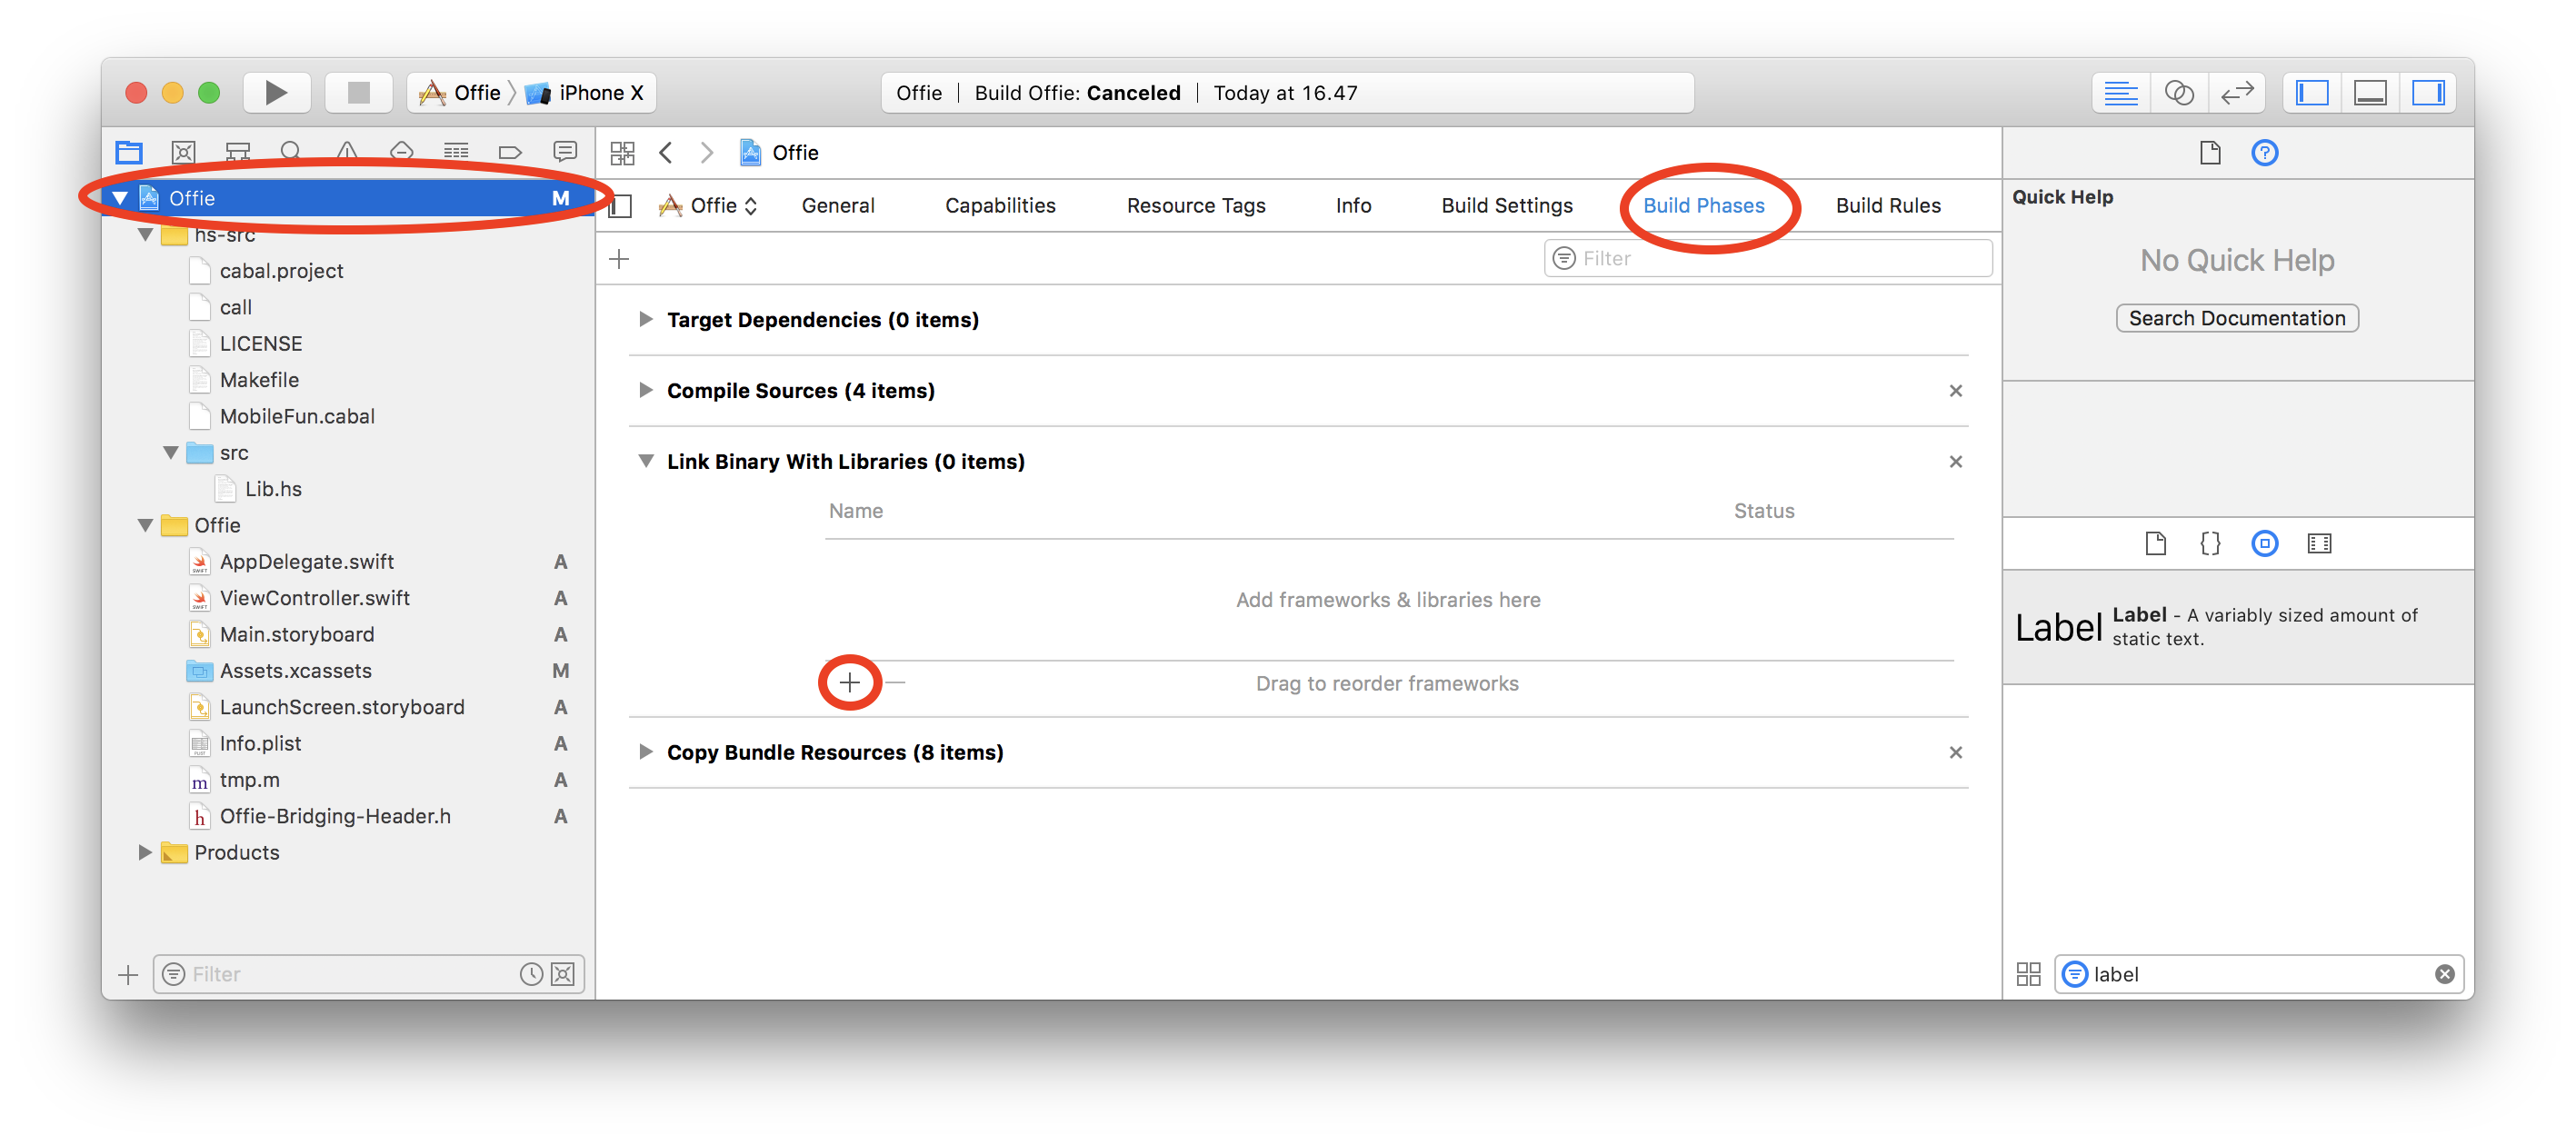 Offie iPhone X
Offie | Build Offie: Canceled | Today at 16.47
Offie
Offie M
Offie General Capabilities Resource Tags Info Build Settings Build Phases Build Rules
Quick Help
hs-src
cabal.project
call
LICENSE
Makefile
MobileFun.cabal
src
Lib.hs
Offie
AppDelegate.swift A
ViewController.swift A
Main.storyboard A
Assets.xcassets M
LaunchScreen.storyboard A
Info.plist A
tmp.m A
Offie-Bridging-Header.h A
Products
Filter
Filter
Target Dependencies (0 items)
Compile Sources (4 items)
Link Binary With Libraries (0 items)
Name Status
Add frameworks & libraries here
Drag to reorder frameworks
Copy Bundle Resources (8 items)
No Quick Help
Search Documentation
Label
Label - A variably sized amount of
static text.
label